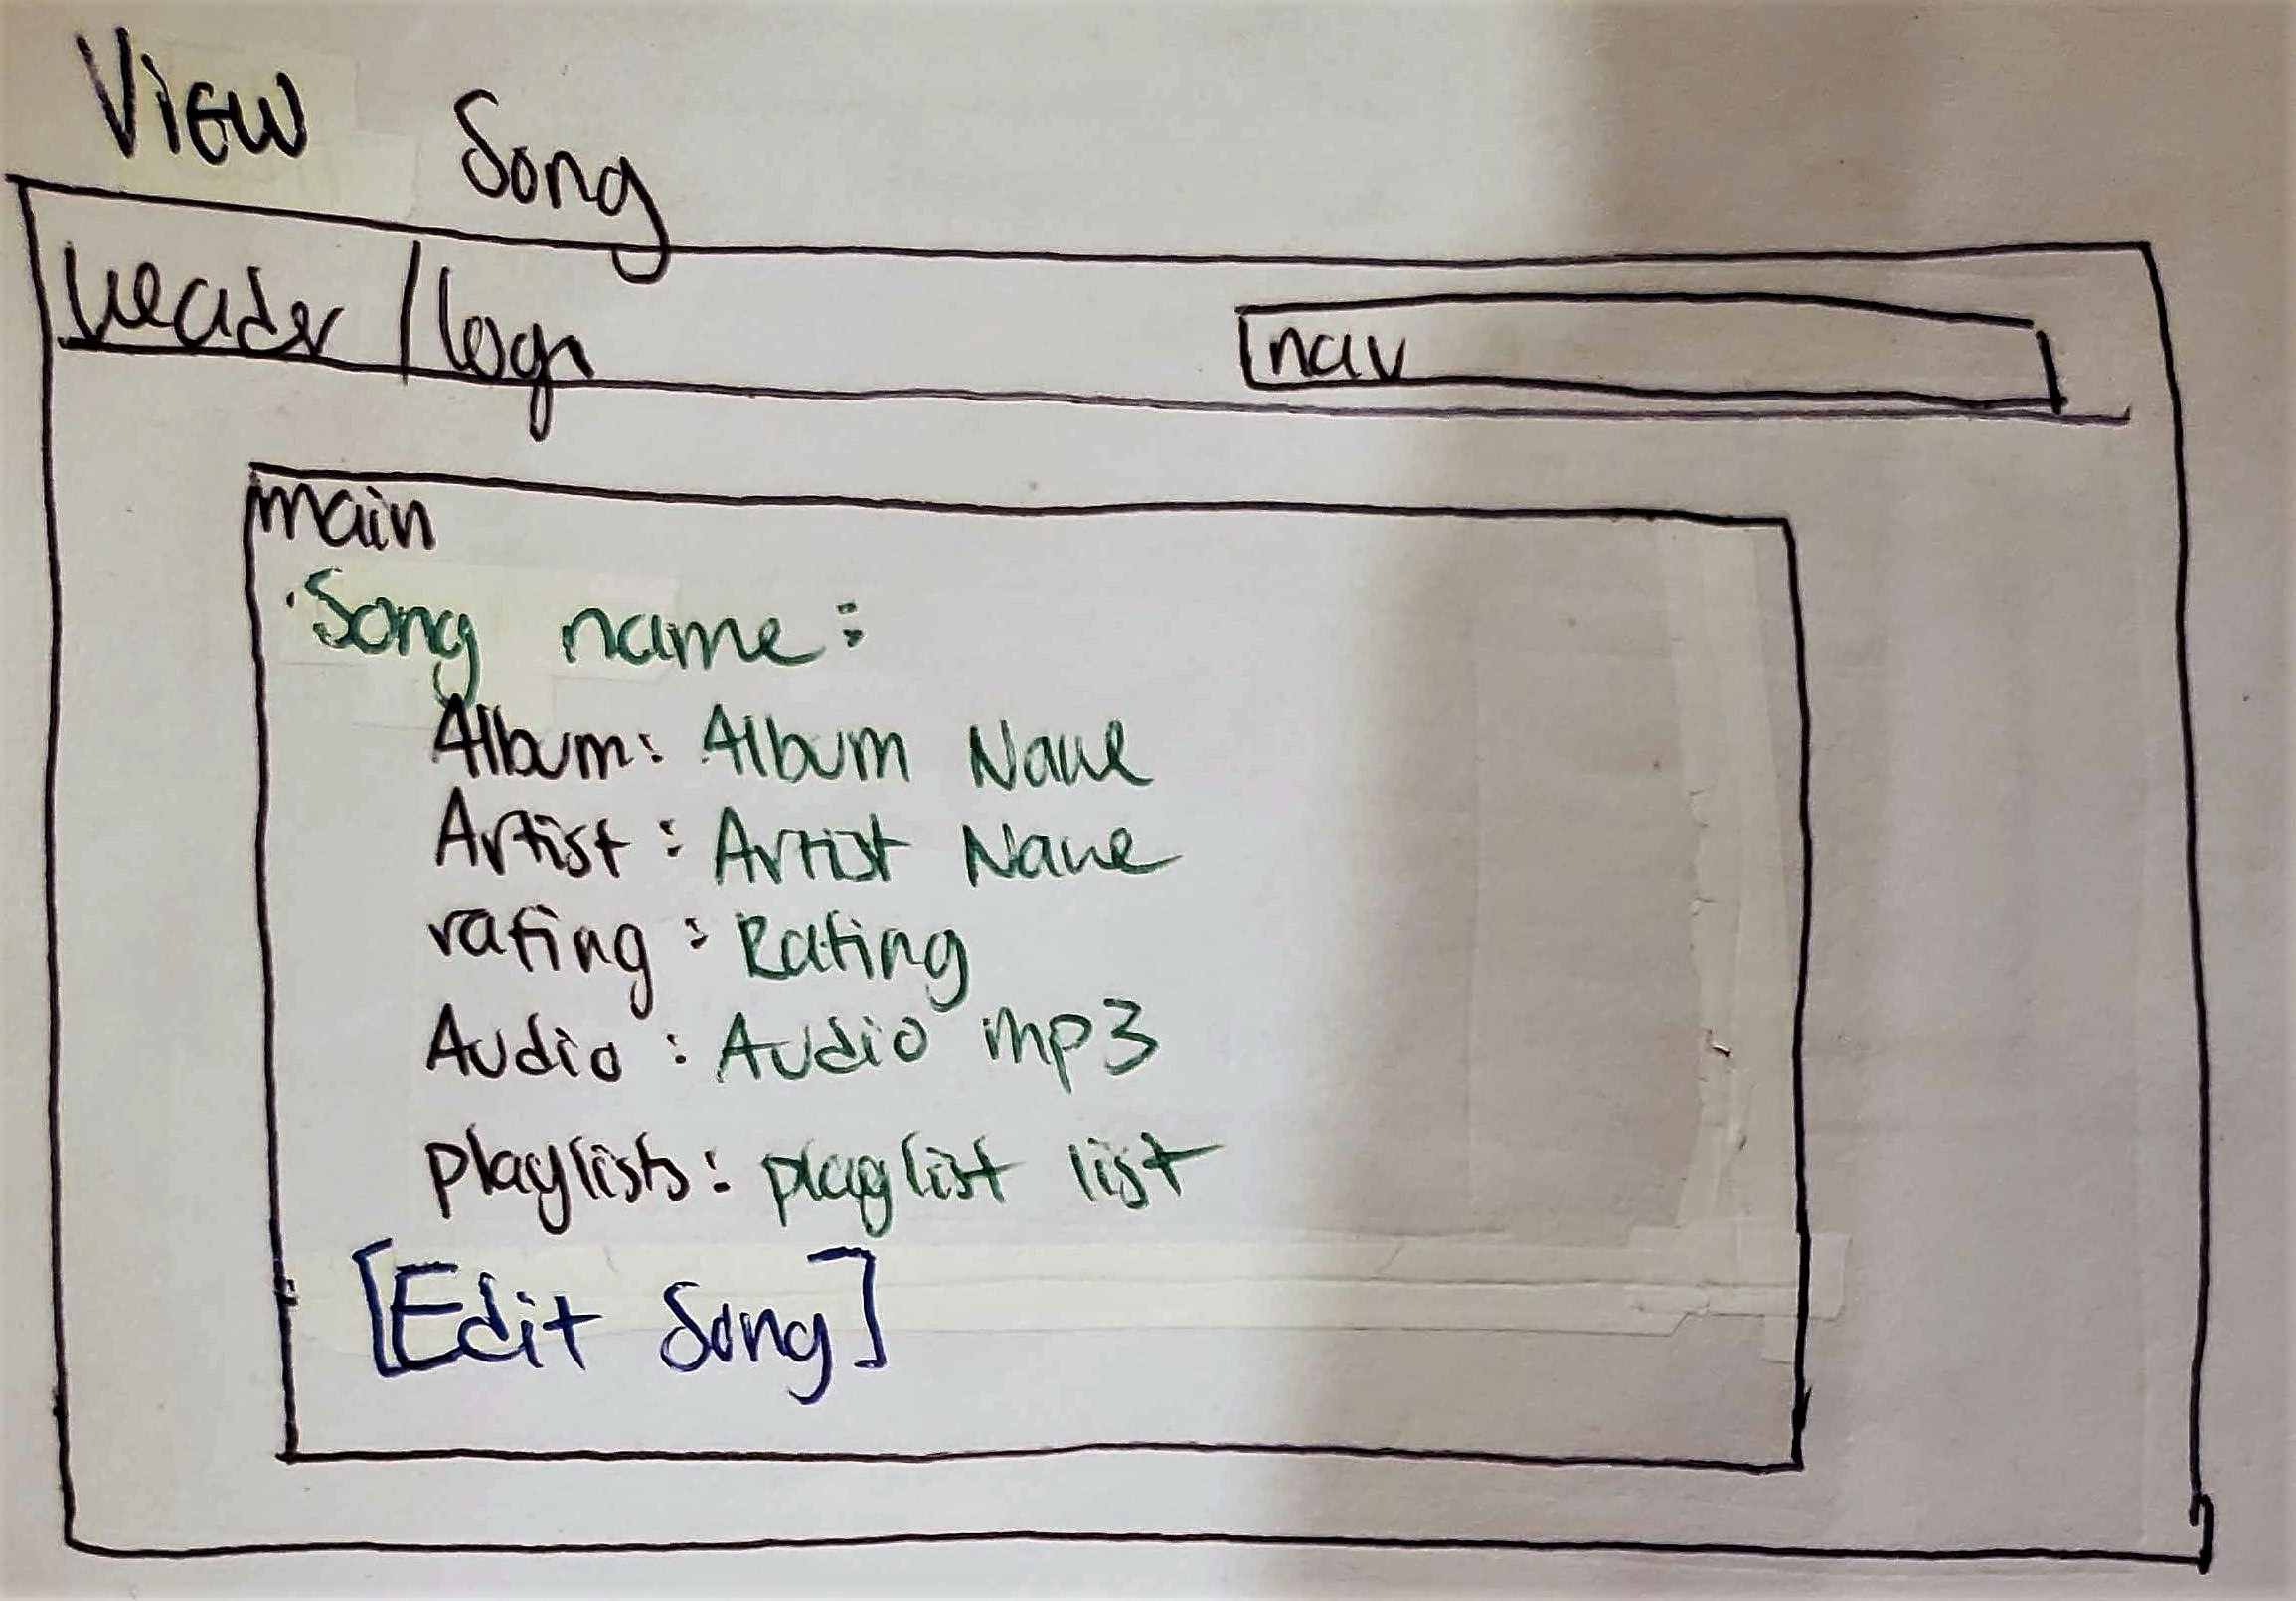 View Song
header / logo
nav
main
Song name:
Album: Album Name
Artist: Artist Name
rating: Rating
Audio: Audio mp3
playlists: playlist list
[Edit Song]